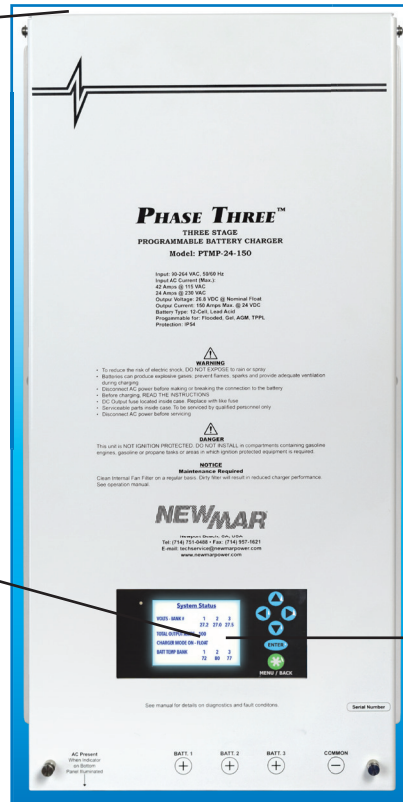 PHASE THREE™
THREE STAGE
PROGRAMMABLE BATTERY CHARGER
Model: PTMP-24-150
Input: 90-264 VAC, 50/60 Hz
Input AC Current (Max.):
42 Amps @ 115 VAC
24 Amps @ 230 VAC
Output Voltage: 26.8 VDC @ Nominal Float
Output Current: 150 Amps Max. @ 24 VDC
Battery Type: 12-Cell, Lead Acid
Progammable for: Flooded, Gel, AGM, TPPL
Protection: IP54
WARNING
• To reduce the risk of electric shock, DO NOT EXPOSE to rain or spray
• Batteries can produce explosive gases; prevent flames, sparks and provide adequate ventilation
during charging
• Disconnect AC power before making or breaking the connection to the battery
• Before charging, READ THE INSTRUCTIONS
• DC Output fuse located inside case. Replace with like fuse
• Serviceable parts inside case. To be serviced by qualified personnel only
• Disconnect AC power before servicing
DANGER
This unit is NOT IGNITION PROTECTED. DO NOT INSTALL in compartments containing gasoline
engines, gasoline or propane tanks or areas in which ignition protected equipment is required.
NOTICE
Maintenance Required
Clean Internal Fan Filter on a regular basis. Dirty filter will result in reduced charger performance.
See operation manual.
NEWMAR
Newport Beach, CA, USA
Tel: (714) 751-0488 • Fax: (714) 957-1621
E-mail: techservice@newmarpower.com
www.newmarpower.com
System Status
VOLTS - BANK # 1 2 3
27.2 27.0 27.5
TOTAL OUTPUT 100
CHARGER MODE ON - FLOAT
BATT TEMP BANK 1 2 3
72 80 77
ENTER
MENU / BACK
See manual for details on diagnostics and fault conditions.
Serial Number
AC Present
When Indicator
on Bottom
Panel Illuminated
BATT. 1 BATT. 2 BATT. 3 COMMON
+ + + −